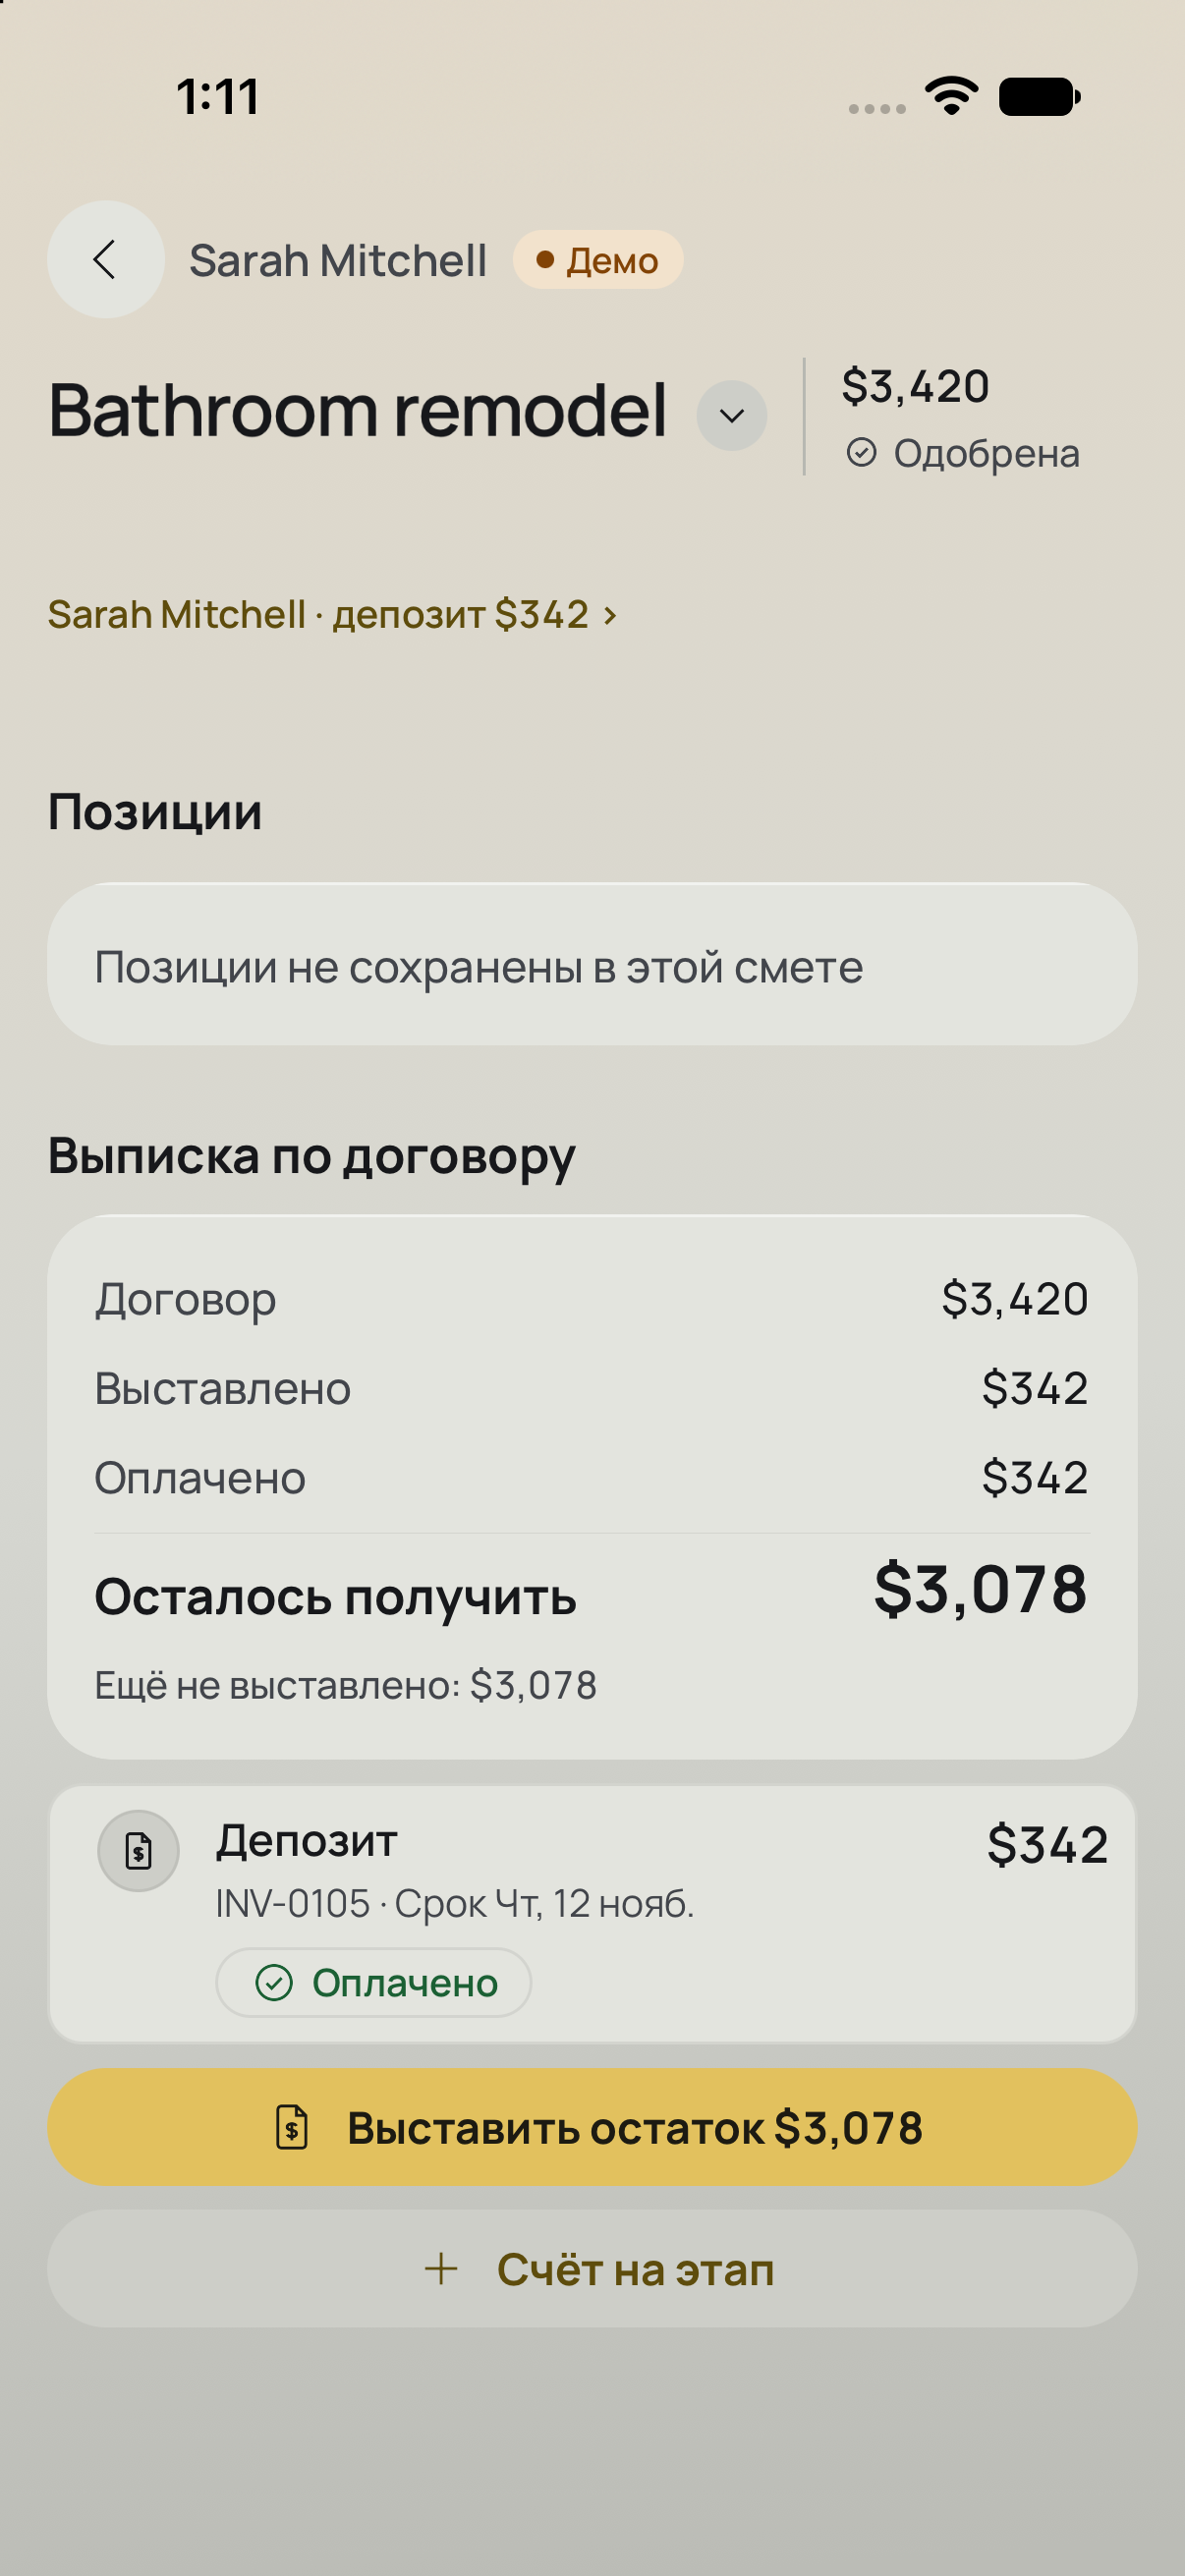 1:11
Sarah Mitchell
Демо
Bathroom remodel
$3,420
Одобрена
Sarah Mitchell · депозит $342 >
Позиции
Позиции не сохранены в этой смете
Выписка по договору
Договор $3,420
Выставлено $342
Оплачено $342
Осталось получить $3,078
Ещё не выставлено: $3,078
Депозит $342
INV-0105 · Срок Чт, 12 нояб.
Оплачено
Выставить остаток $3,078
Счёт на этап